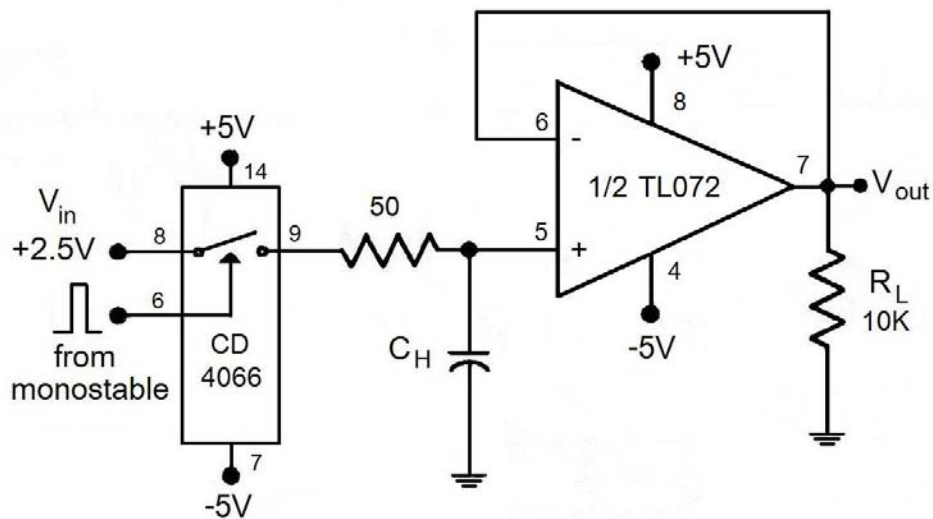 +5V
14
V_in
+2.5V
8
9
6
from
monostable
CD
4066
7
-5V
50
C_H
6
-
5
+
1/2 TL072
+5V
8
4
-5V
7
V_out
R_L
10K